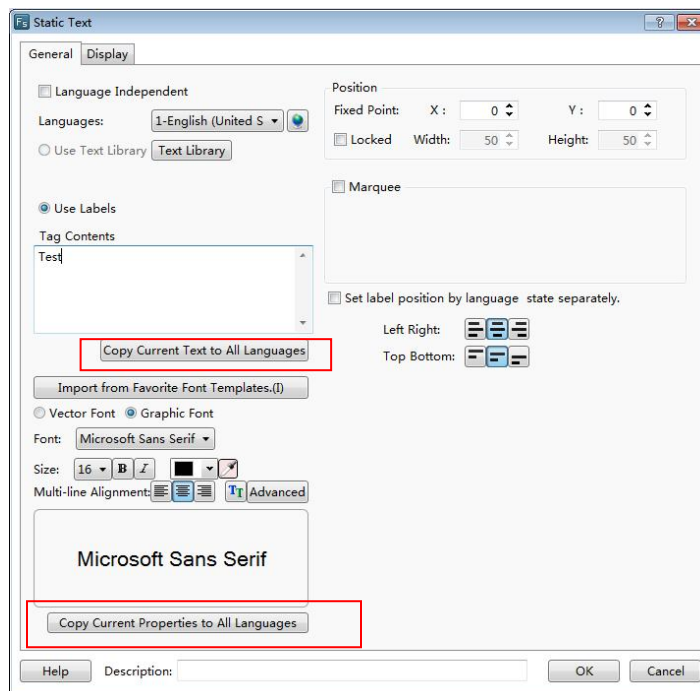 Fs Static Text
General Display
Language Independent
Languages: 1-English (United S
Use Text Library Text Library
Use Labels
Tag Contents
Test
Copy Current Text to All Languages
Import from Favorite Font Templates.(I)
Vector Font Graphic Font
Font: Microsoft Sans Serif
Size: 16 B I
Multi-line Alignment: TT Advanced
Microsoft Sans Serif
Copy Current Properties to All Languages
Position
Fixed Point: X : 0 Y : 0
Locked Width: 50 Height: 50
Marquee
Set label position by language state separately.
Left Right:
Top Bottom:
Help Description: OK Cancel